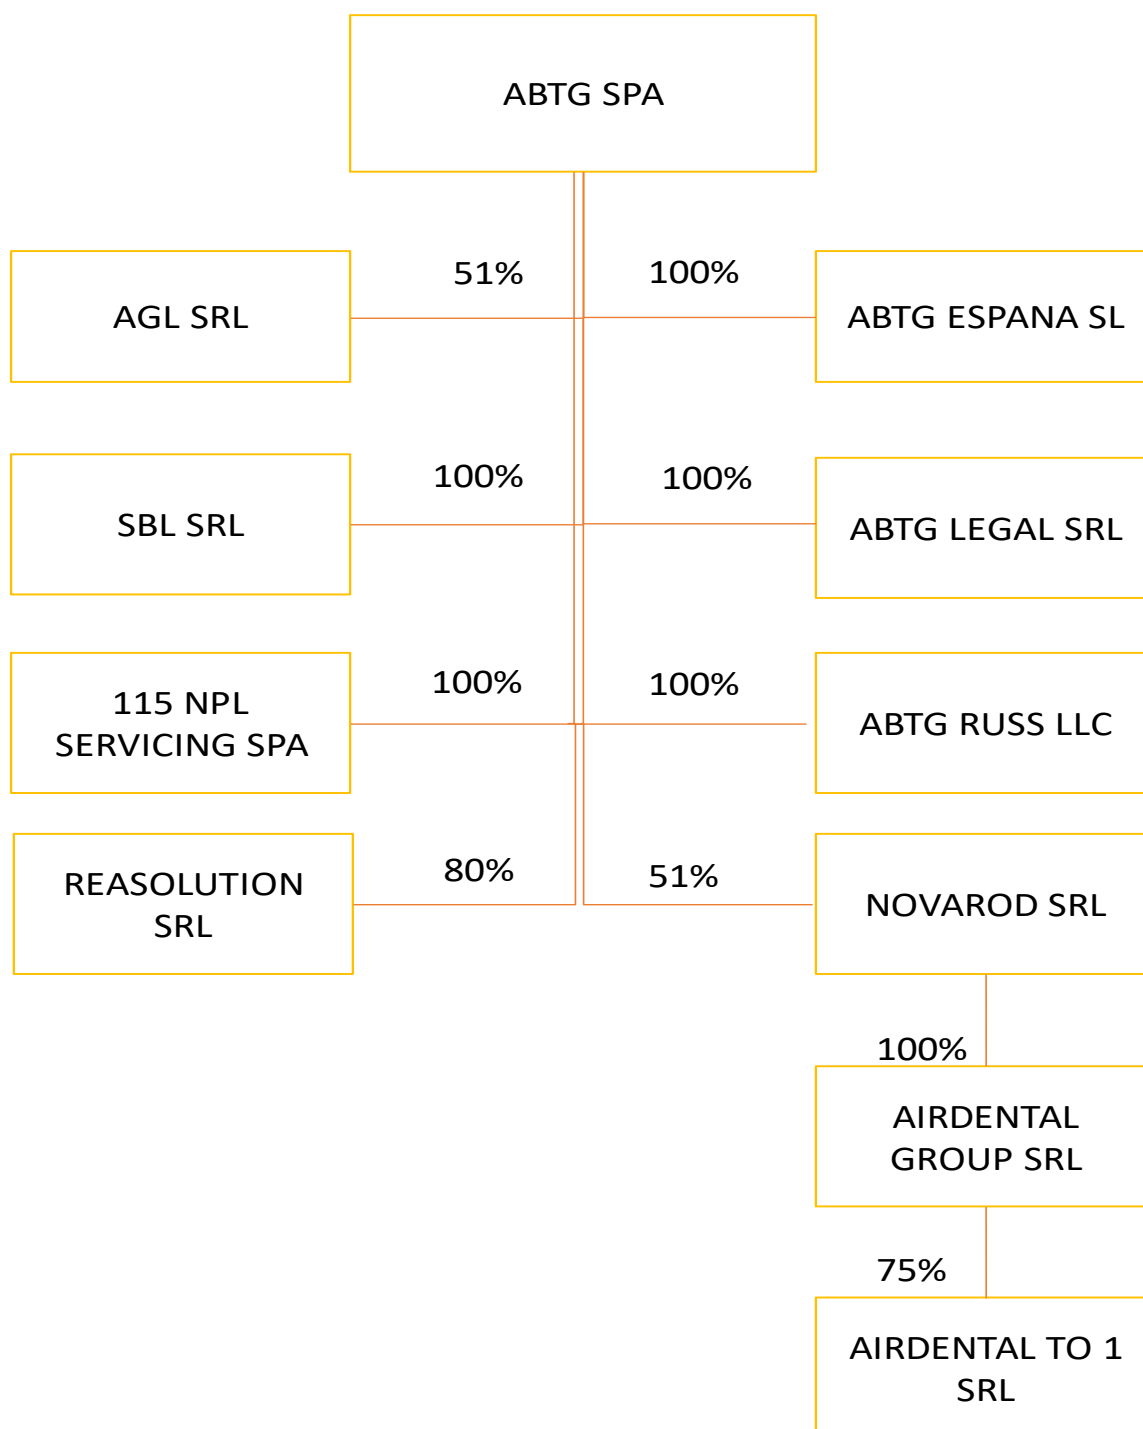 ABTG SPA
51%
100%
AGL SRL
ABTG ESPANA SL
100%
100%
SBL SRL
ABTG LEGAL SRL
100%
100%
115 NPL
SERVICING SPA
ABTG RUSS LLC
80%
51%
REASOLUTION
SRL
NOVAROD SRL
100%
AIRDENTAL
GROUP SRL
75%
AIRDENTAL TO 1
SRL